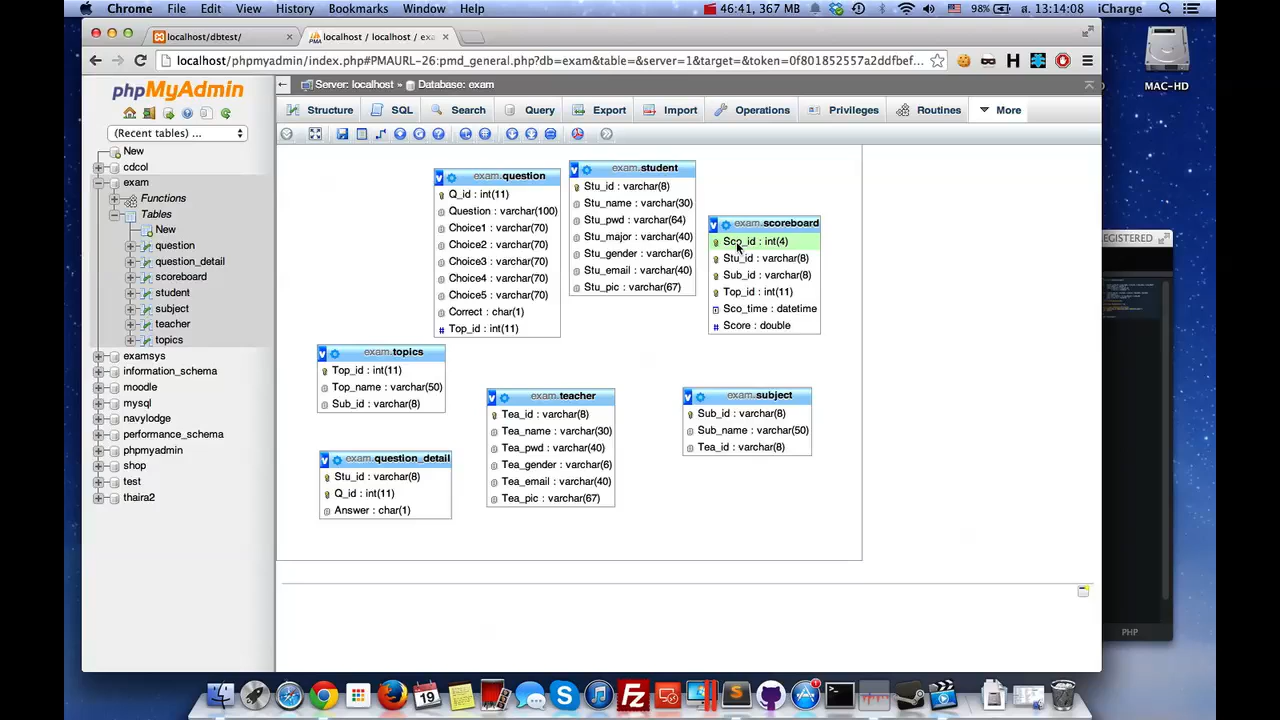 Chrome File Edit View History Bookmarks Window Help 46:41, 367 MB 98% อ. 13:14:08 iCharge
localhost/dbtest/ localhost / localhost / exa
localhost/phpmyadmin/index.php#PMAURL-26:pmd_general.php?db=exam&table=&server=1&target=&token=0f801852557a2ddfbef...
MAC-HD
phpMyAdmin
(Recent tables) ...
New
cdcol
exam
Functions
Tables
New
question
question_detail
scoreboard
student
subject
teacher
topics
examsys
information_schema
moodle
mysql
navylodge
performance_schema
phpmyadmin
shop
test
thaira2
Server: localhost » Database: exam
Structure SQL Search Query Export Import Operations Privileges Routines More
exam.question
Q_id : int(11)
Question : varchar(100)
Choice1 : varchar(70)
Choice2 : varchar(70)
Choice3 : varchar(70)
Choice4 : varchar(70)
Choice5 : varchar(70)
Correct : char(1)
Top_id : int(11)
exam.student
Stu_id : varchar(8)
Stu_name : varchar(30)
Stu_pwd : varchar(64)
Stu_major : varchar(40)
Stu_gender : varchar(6)
Stu_email : varchar(40)
Stu_pic : varchar(67)
exam.scoreboard
Sco_id : int(4)
Stu_id : varchar(8)
Sub_id : varchar(8)
Top_id : int(11)
Sco_time : datetime
Score : double
exam.topics
Top_id : int(11)
Top_name : varchar(50)
Sub_id : varchar(8)
exam.teacher
Tea_id : varchar(8)
Tea_name : varchar(30)
Tea_pwd : varchar(40)
Tea_gender : varchar(6)
Tea_email : varchar(40)
Tea_pic : varchar(67)
exam.subject
Sub_id : varchar(8)
Sub_name : varchar(50)
Tea_id : varchar(8)
exam.question_detail
Stu_id : varchar(8)
Q_id : int(11)
Answer : char(1)
EGISTERED
PHP
19